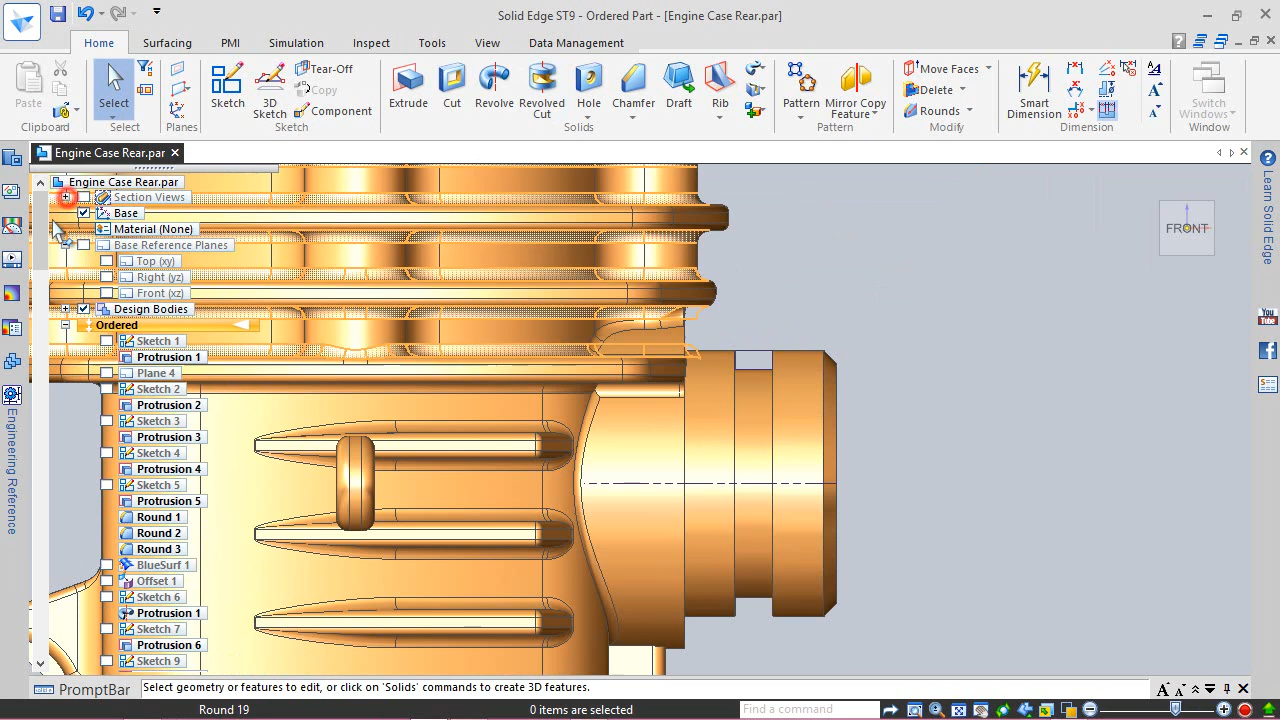 Solid Edge ST9 - Ordered Part - [Engine Case Rear.par]
Home Surfacing PMI Simulation Inspect Tools View Data Management
Paste
Clipboard
Select
Select
Planes
Sketch
3D Sketch
Tear-Off
Copy
Component
Sketch
Extrude Cut Revolve Revolved Cut Hole Chamfer Draft Rib
Solids
Pattern Mirror Copy Feature
Pattern
Move Faces
Delete
Rounds
Modify
Smart Dimension
Dimension
Switch Windows
Window
Engine Case Rear.par
Engine Case Rear.par
Section Views
Base
Material (None)
Base Reference Planes
Top (xy)
Right (yz)
Front (xz)
Design Bodies
Ordered
Sketch 1
Protrusion 1
Plane 4
Sketch 2
Protrusion 2
Sketch 3
Protrusion 3
Sketch 4
Protrusion 4
Sketch 5
Protrusion 5
Round 1
Round 2
Round 3
BlueSurf 1
Offset 1
Sketch 6
Protrusion 1
Sketch 7
Protrusion 6
Sketch 9
Engineering Reference
FRONT
Learn Solid Edge
You Tube
PromptBar
Select geometry or features to edit, or click on 'Solids' commands to create 3D features.
Round 19
0 items are selected
Find a command